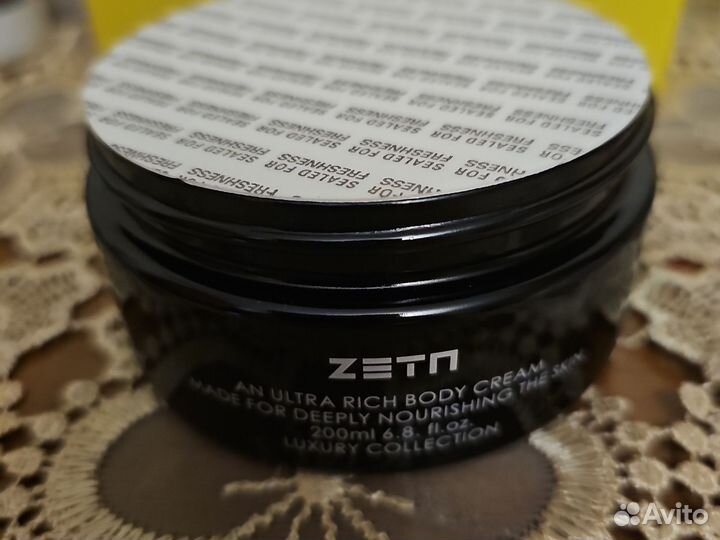 SEALED FOR
FRESHNESS
ZETA
AN ULTRA RICH BODY CREAM
MADE FOR DEEPLY NOURISHING THE SKIN.
200ml 6.8. fl.oz.
LUXURY COLLECTION
Avito